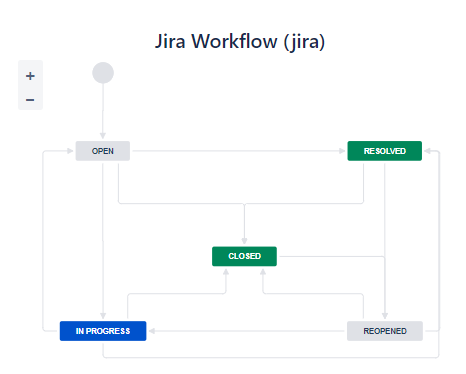 Jira Workflow (jira)
+
−
OPEN
RESOLVED
CLOSED
IN PROGRESS
REOPENED